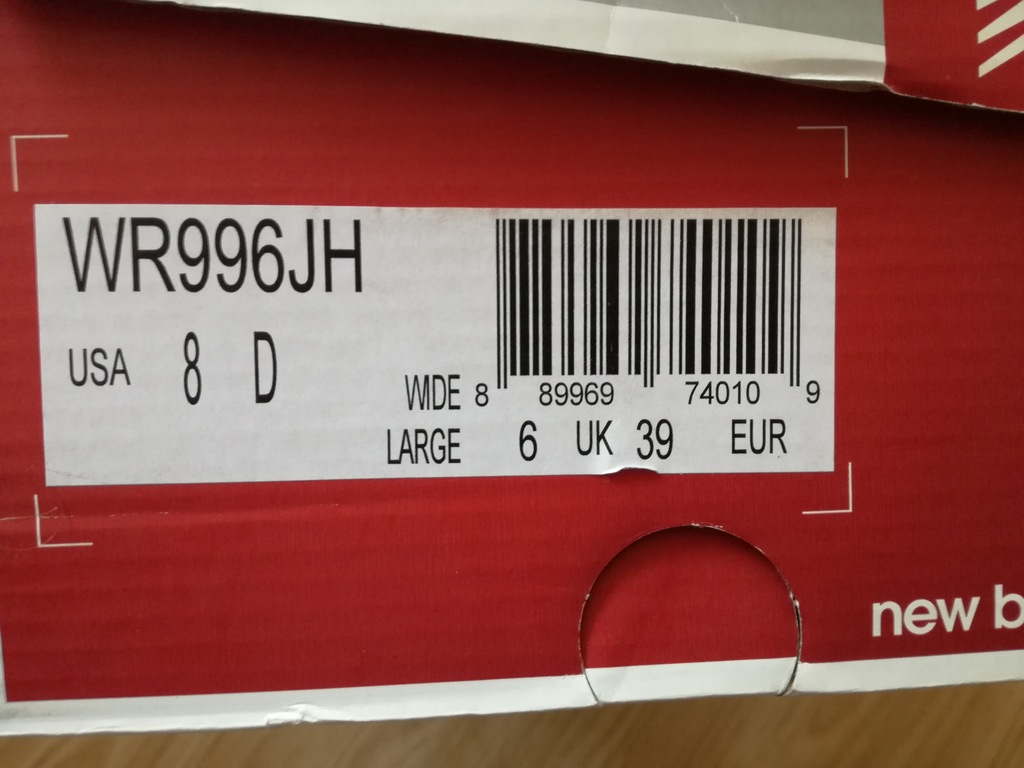 WR996JH
USA 8 D
WIDE 8 89969 74010 9
LARGE 6 UK 39 EUR
new b